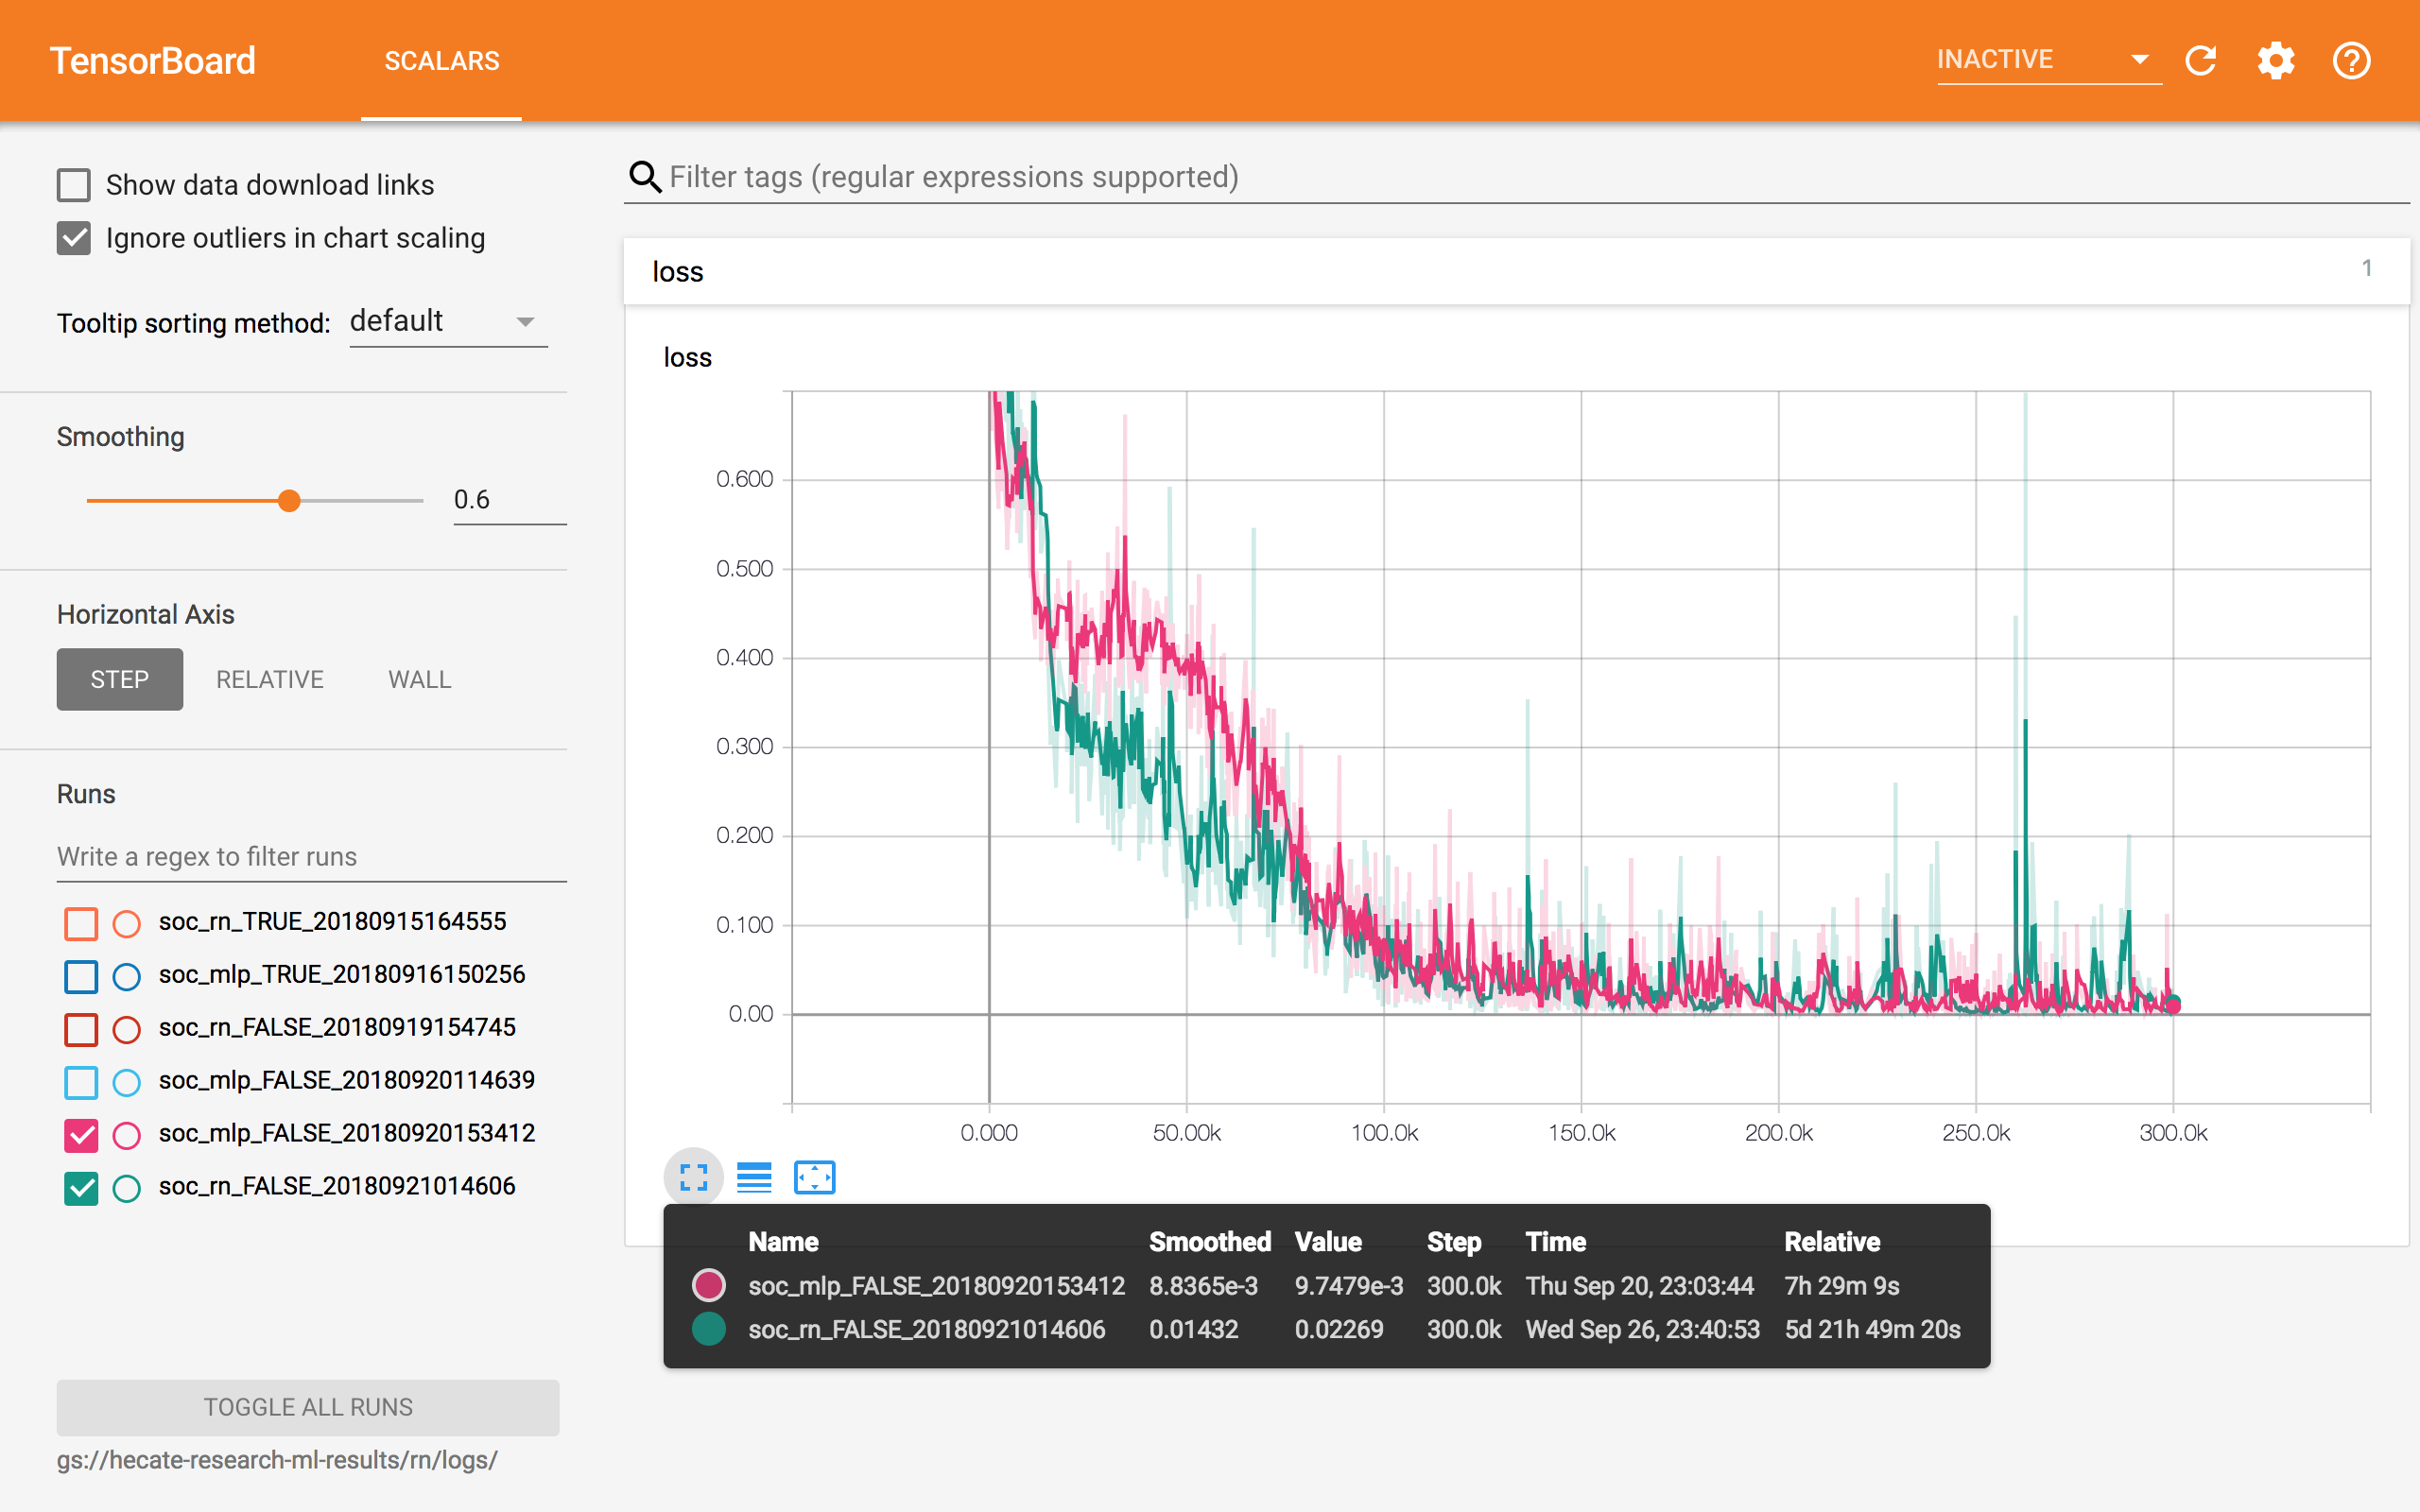 TensorBoard SCALARS INACTIVE
Show data download links
Ignore outliers in chart scaling
Tooltip sorting method: default
Smoothing
0.6
Horizontal Axis
STEP RELATIVE WALL
Runs
Write a regex to filter runs
soc_rn_TRUE_20180915164555
soc_mlp_TRUE_20180916150256
soc_rn_FALSE_20180919154745
soc_mlp_FALSE_20180920114639
soc_mlp_FALSE_20180920153412
soc_rn_FALSE_20180921014606
TOGGLE ALL RUNS
gs://hecate-research-ml-results/rn/logs/
Filter tags (regular expressions supported)
loss 1
loss
0.600
0.500
0.400
0.300
0.200
0.100
0.00
0.000 50.00k 100.0k 150.0k 200.0k 250.0k 300.0k
Name Smoothed Value Step Time Relative
soc_mlp_FALSE_20180920153412 8.8365e-3 9.7479e-3 300.0k Thu Sep 20, 23:03:44 7h 29m 9s
soc_rn_FALSE_20180921014606 0.01432 0.02269 300.0k Wed Sep 26, 23:40:53 5d 21h 49m 20s